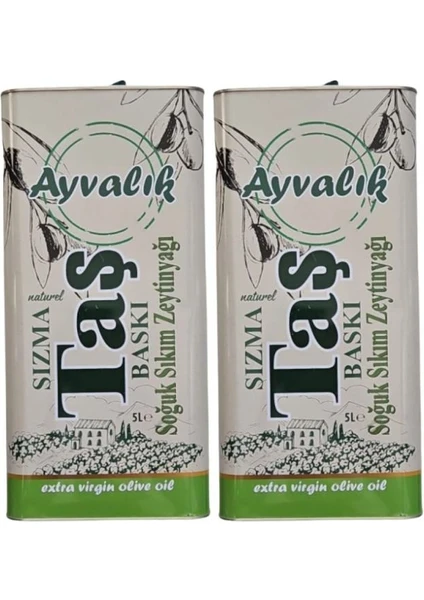 Ayvalık
naturel
SIZMA
Taş
BASKI
Soğuk Sıkım Zeytinyağı
5L℮
extra virgin olive oil
Ayvalık
naturel
SIZMA
Taş
BASKI
Soğuk Sıkım Zeytinyağı
5L℮
extra virgin olive oil